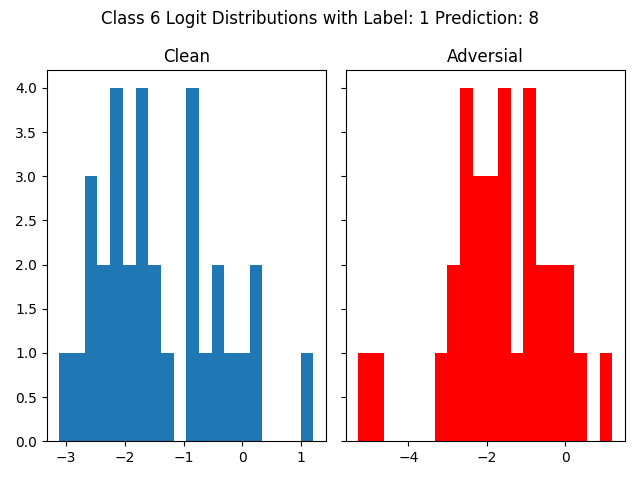 Class 6 Logit Distributions with Label: 1 Prediction: 8
Clean
Adversial
4.0
3.5
3.0
2.5
2.0
1.5
1.0
0.5
0.0
−3 −2 −1 0 1
−4 −2 0